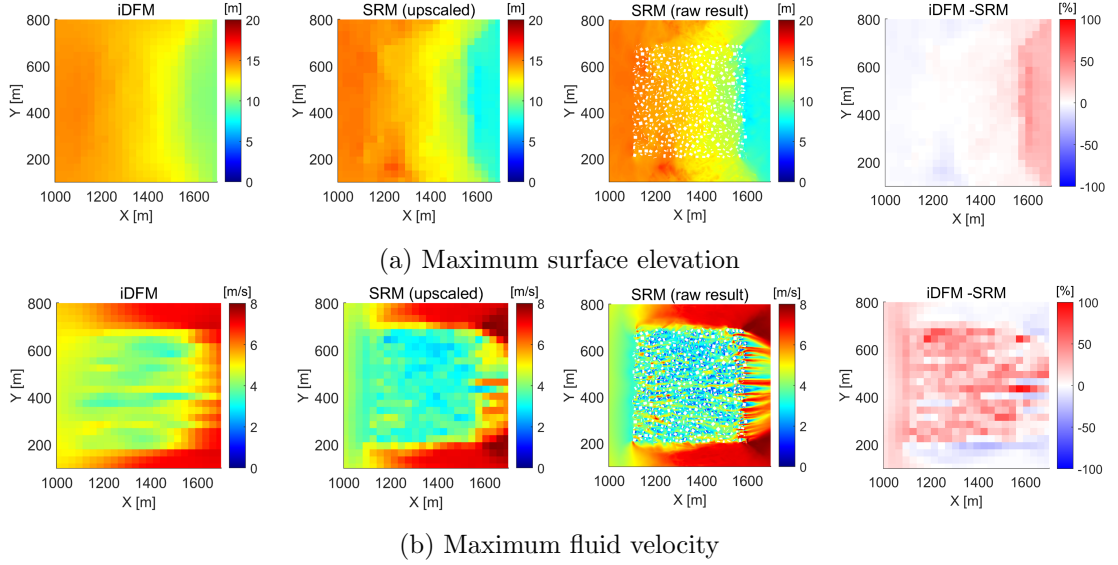 iDFM [m] SRM (upscaled) [m] SRM (raw result) [m] iDFM -SRM [%]
800 20 800 20 800 20 800 100
600 15 600 15 600 15 600 50
Y [m] Y [m] Y [m] Y [m]
400 10 400 10 400 10 400 0
200 5 200 5 200 5 200 -50
0 0 0 -100
1000 1200 1400 1600 1000 1200 1400 1600 1000 1200 1400 1600 1000 1200 1400 1600
X [m] X [m] X [m] X [m]
(a) Maximum surface elevation
iDFM [m/s] SRM (upscaled) [m/s] SRM (raw result) [m/s] iDFM -SRM [%]
800 8 800 8 800 8 800 100
600 6 600 6 600 6 600 50
Y [m] Y [m] Y [m] Y [m]
400 4 400 4 400 4 400 0
200 2 200 2 200 2 200 -50
0 0 0 -100
1000 1200 1400 1600 1000 1200 1400 1600 1000 1200 1400 1600 1000 1200 1400 1600
X [m] X [m] X [m] X [m]
(b) Maximum fluid velocity